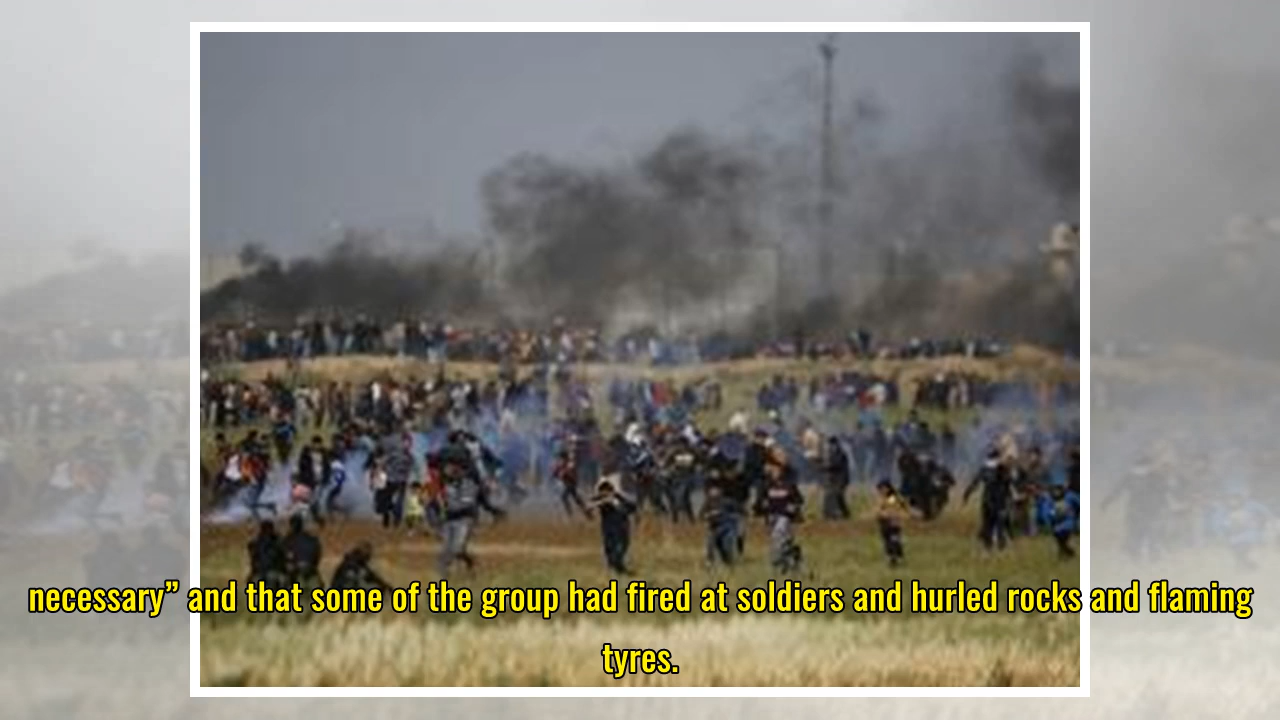 necessary” and that some of the group had fired at soldiers and hurled rocks and flaming
tyres.